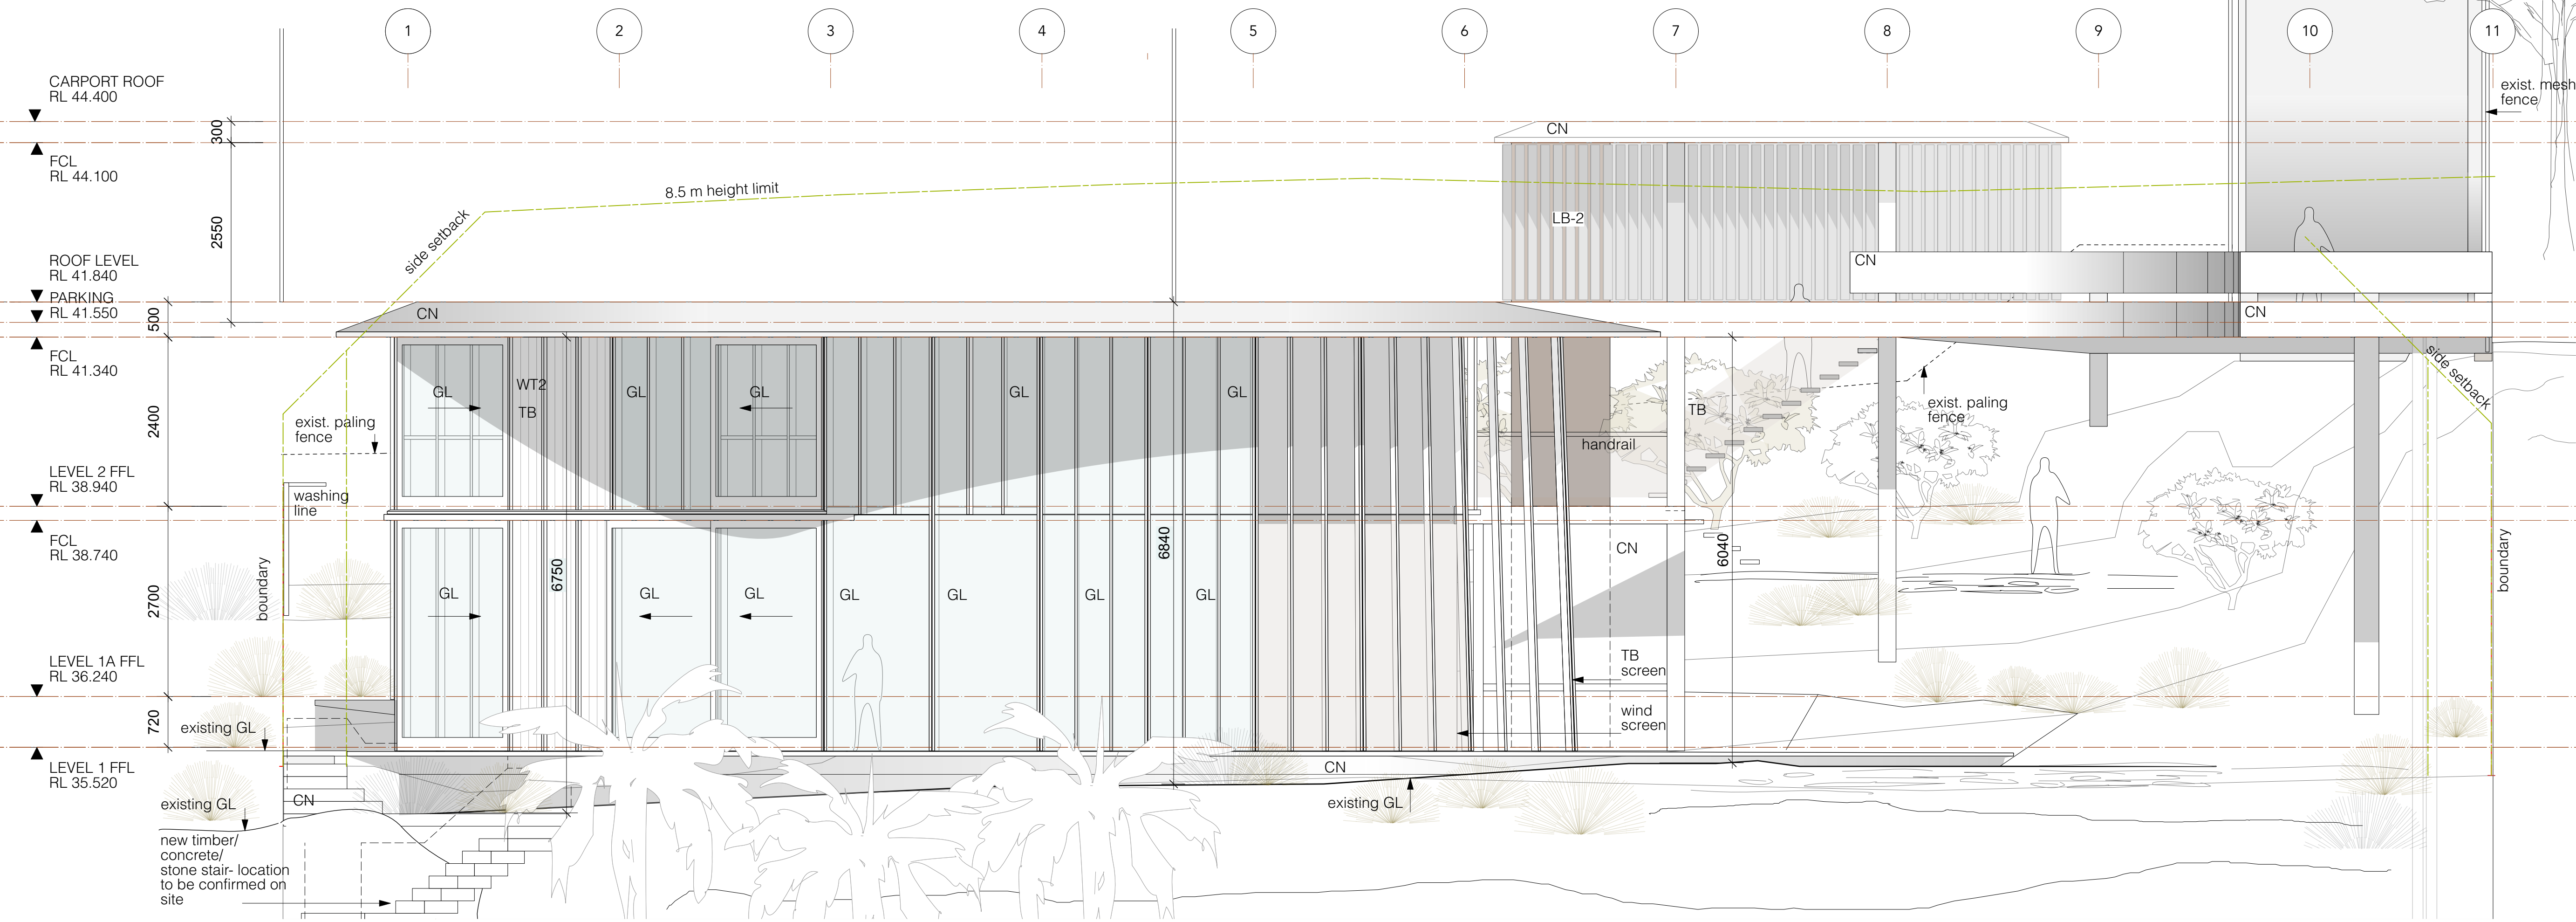 1
2
3
4
5
6
7
8
9
10
11
CARPORT ROOF
RL 44.400
FCL
RL 44.100
ROOF LEVEL
RL 41.840
PARKING
RL 41.550
FCL
RL 41.340
LEVEL 2 FFL
RL 38.940
FCL
RL 38.740
LEVEL 1A FFL
RL 36.240
LEVEL 1 FFL
RL 35.520
300
2550
500
2400
2700
720
exist. mesh
fence
CN
8.5 m height limit
side setback
LB-2
CN
CN
CN
side setback
GL
WT2
TB
GL
GL
GL
GL
TB
handrail
exist. paling
fence
exist. paling
fence
washing
line
boundary
6750
6840
6040
CN
boundary
GL
GL
GL
GL
GL
GL
GL
TB
screen
wind
screen
existing GL
CN
existing GL
CN
existing GL
new timber/
concrete/
stone stair- location
to be confirmed on
site